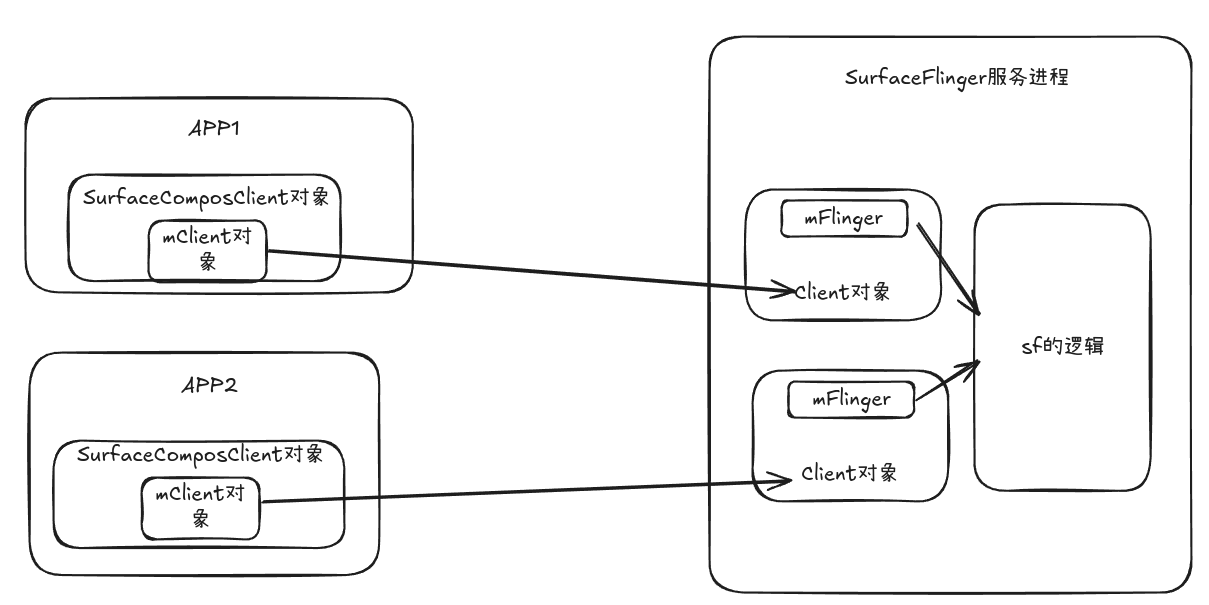 APP1
SurfaceComposClient对象
mClient对
象
APP2
SurfaceComposClient对象
mClient对
象
SurfaceFlinger服务进程
mFlinger
Client对象
mFlinger
Client对象
sf的逻辑